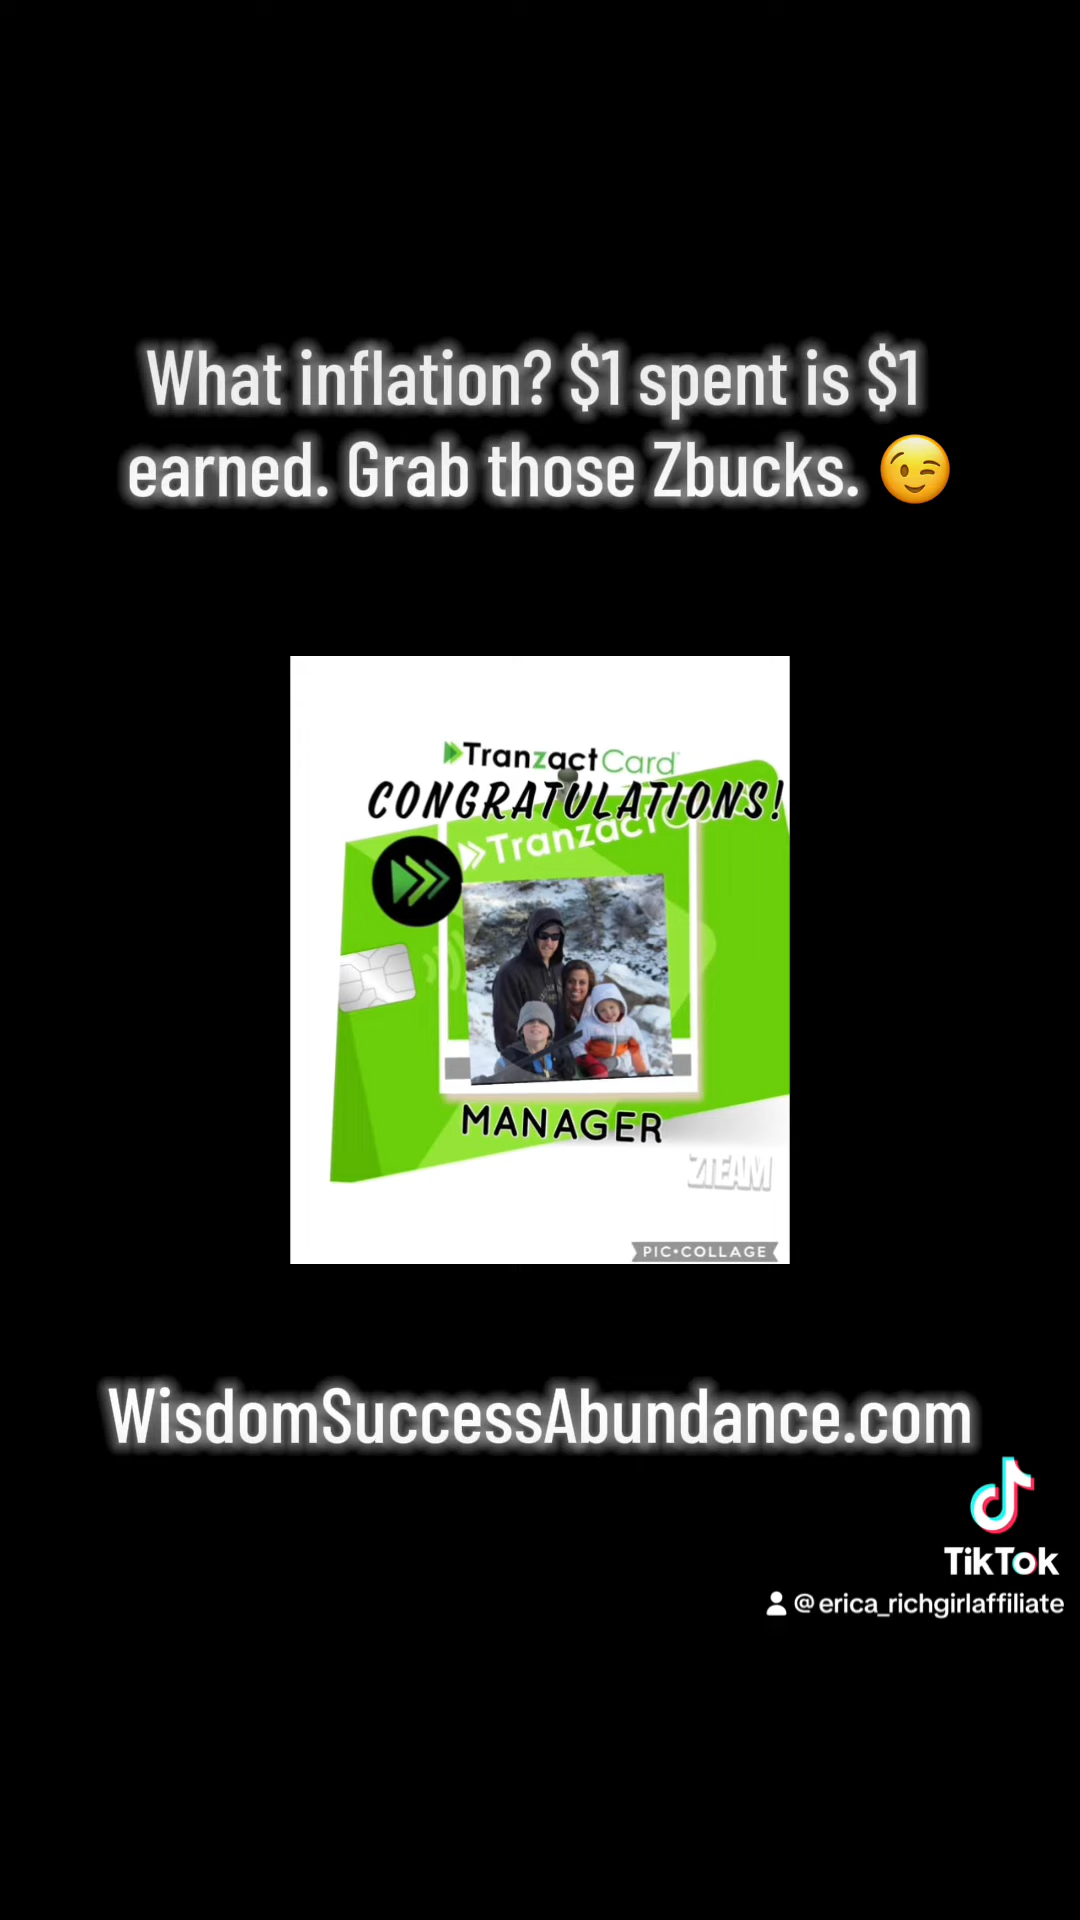 What inflation? $1 spent is $1
earned. Grab those Zbucks. 😉
TranzactCard™
CONGRATULATIONS!
Tranzact
MANAGER
ZTEAM
PIC•COLLAGE
WisdomSuccessAbundance.com
TikTok
@erica_richgirlaffiliate